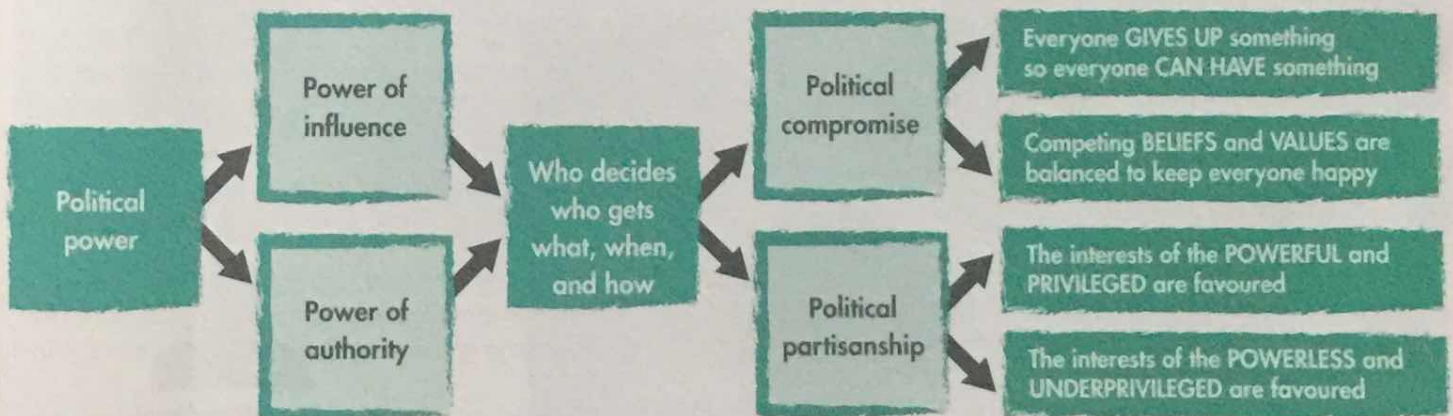 Political
power
Power of
influence
Power of
authority
Who decides
who gets
what, when,
and how
Political
compromise
Political
partisanship
Everyone GIVES UP something
so everyone CAN HAVE something
Competing BELIEFS and VALUES are
balanced to keep everyone happy
The interests of the POWERFUL and
PRIVILEGED are favoured
The interests of the POWERLESS and
UNDERPRIVILEGED are favoured